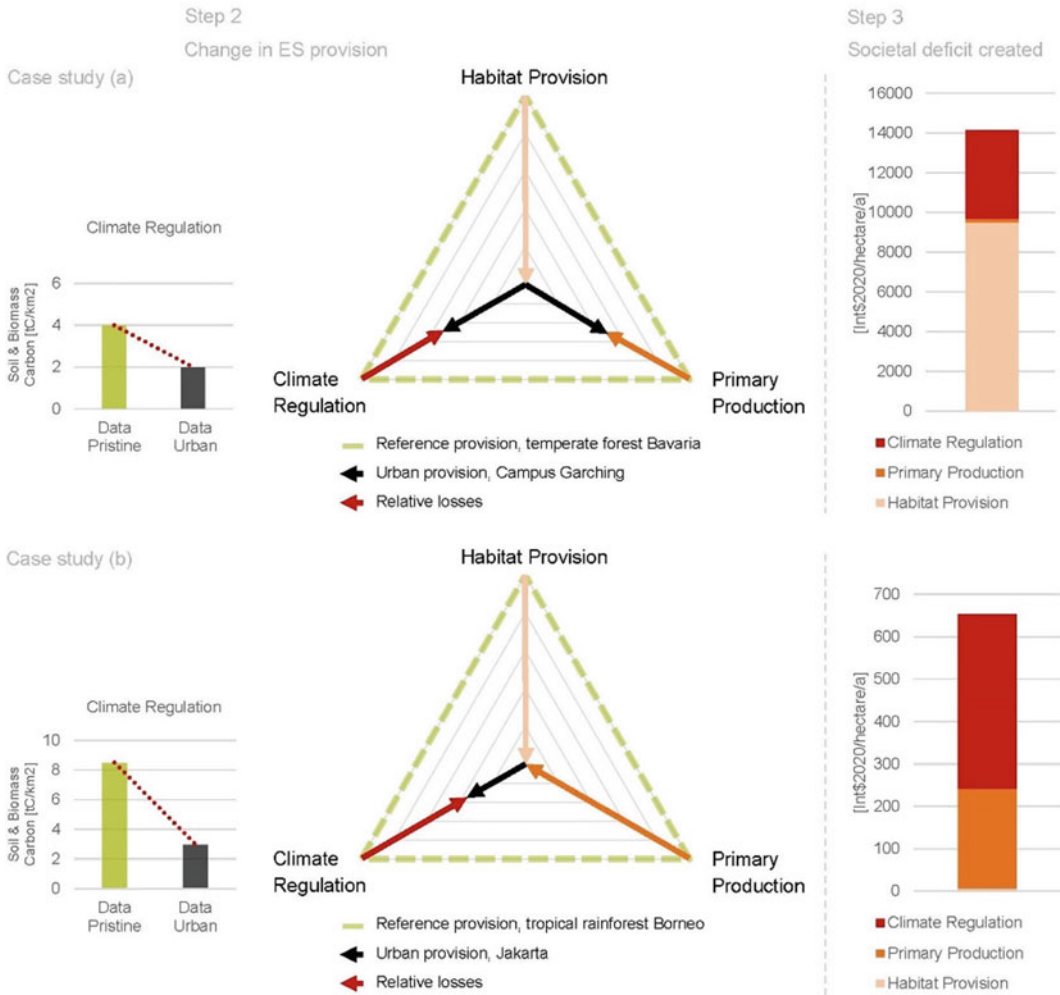 Step 2
Change in ES provision
Step 3
Societal deficit created
Case study (a)
Climate Regulation
Soil & Biomass
Carbon [tC/km2]
6
4
2
0
Data
Pristine
Data
Urban
Habitat Provision
Climate
Regulation
Primary
Production
Reference provision, temperate forest Bavaria
Urban provision, Campus Garching
Relative losses
[Int$2020/hectare/a]
16000
14000
12000
10000
8000
6000
4000
2000
0
Climate Regulation
Primary Production
Habitat Provision
Case study (b)
Climate Regulation
Soil & Biomass
Carbon [tC/km2]
10
8
6
4
2
0
Data
Pristine
Data
Urban
Habitat Provision
Climate
Regulation
Primary
Production
Reference provision, tropical rainforest Borneo
Urban provision, Jakarta
Relative losses
[Int$2020/hectare/a]
700
600
500
400
300
200
100
0
Climate Regulation
Primary Production
Habitat Provision